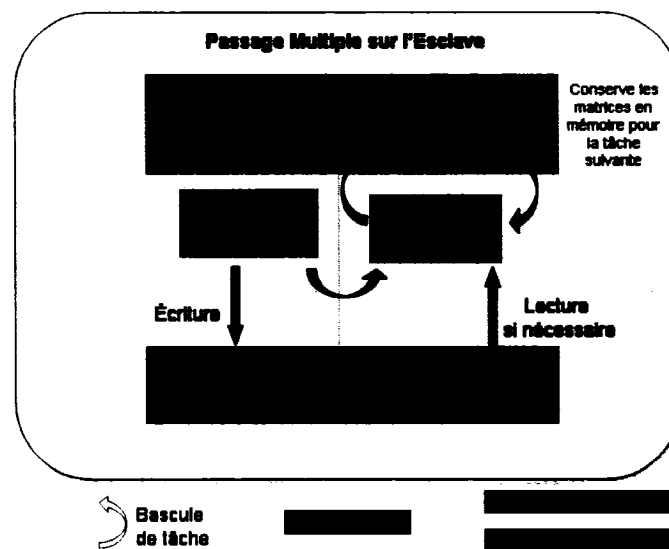 Passage Multiple sur l'Esclave
Conserve les
matrices en
mémoire pour
la tâche
suivante
Écriture
Lecture
si nécessaire
Bascule
de tâche